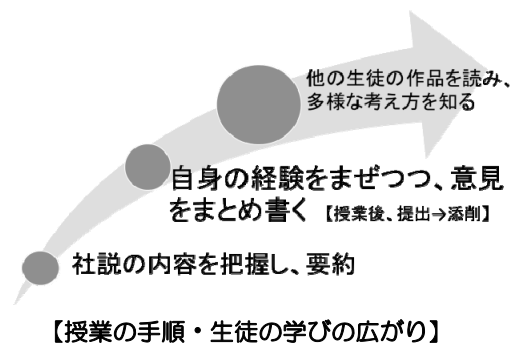 他の生徒の作品を読み、
多様な考え方を知る
自身の経験をまぜつつ、意見
をまとめ書く 【授業後、提出→添削】
社説の内容を把握し、要約
【授業の手順・生徒の学びの広がり】